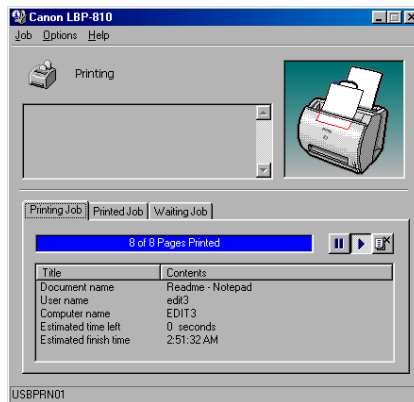 Canon LBP-810
Job Options Help
Printing
Printing Job Printed Job Waiting Job
8 of 8 Pages Printed
Title Contents
Document name Readme - Notepad
User name edit3
Computer name EDIT3
Estimated time left 0 seconds
Estimated finish time 2:51:32 AM
USBPRN01